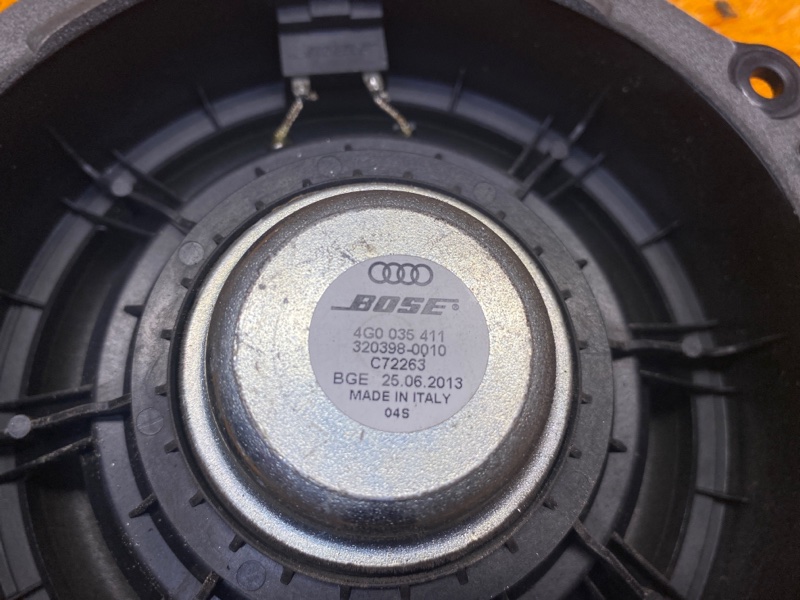 BOSE®
4G0 035 411
320398-0010
C72263
BGE 25.06.2013
MADE IN ITALY
04S